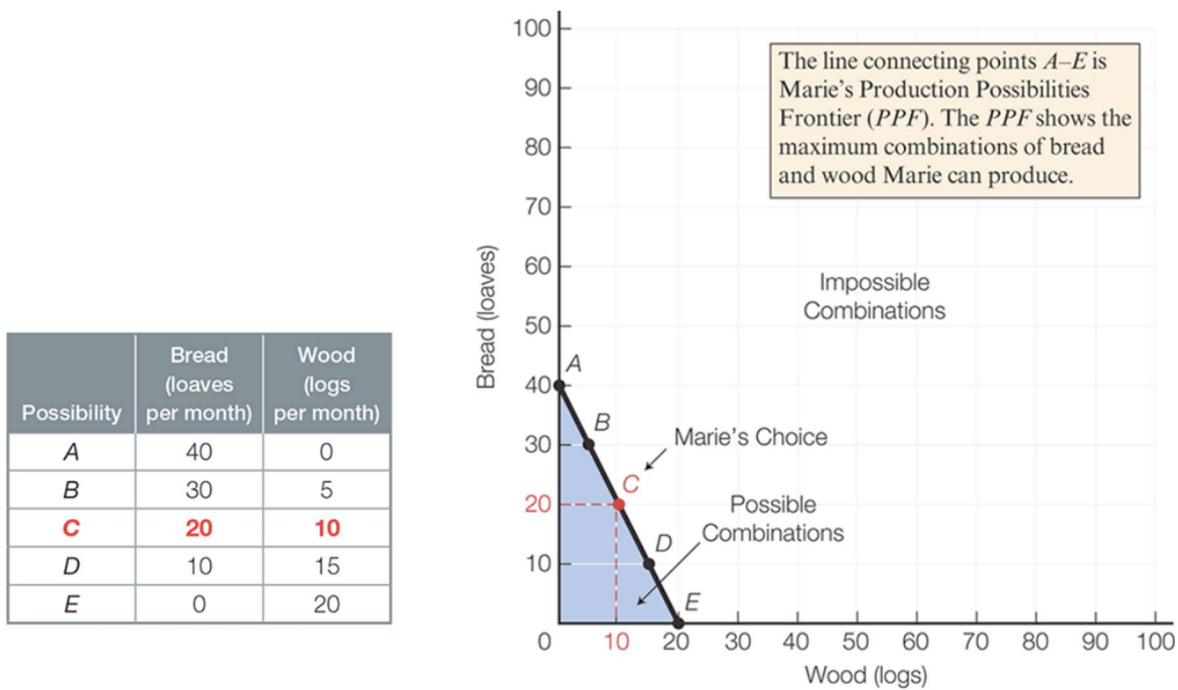 Possibility
Bread
(loaves
per month)
Wood
(logs
per month)
A 40 0
B 30 5
C 20 10
D 10 15
E 0 20
Bread (loaves)
100
90
80
70
60
50
40
30
20
10
The line connecting points A–E is
Marie's Production Possibilities
Frontier (PPF). The PPF shows the
maximum combinations of bread
and wood Marie can produce.
Impossible
Combinations
A
B
Marie's Choice
C
Possible
Combinations
D
E
0 10 20 30 40 50 60 70 80 90 100
Wood (logs)